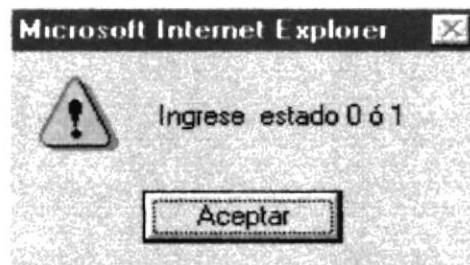 Microsoft Internet Explorer
Ingrese estado 0 ó 1
Aceptar